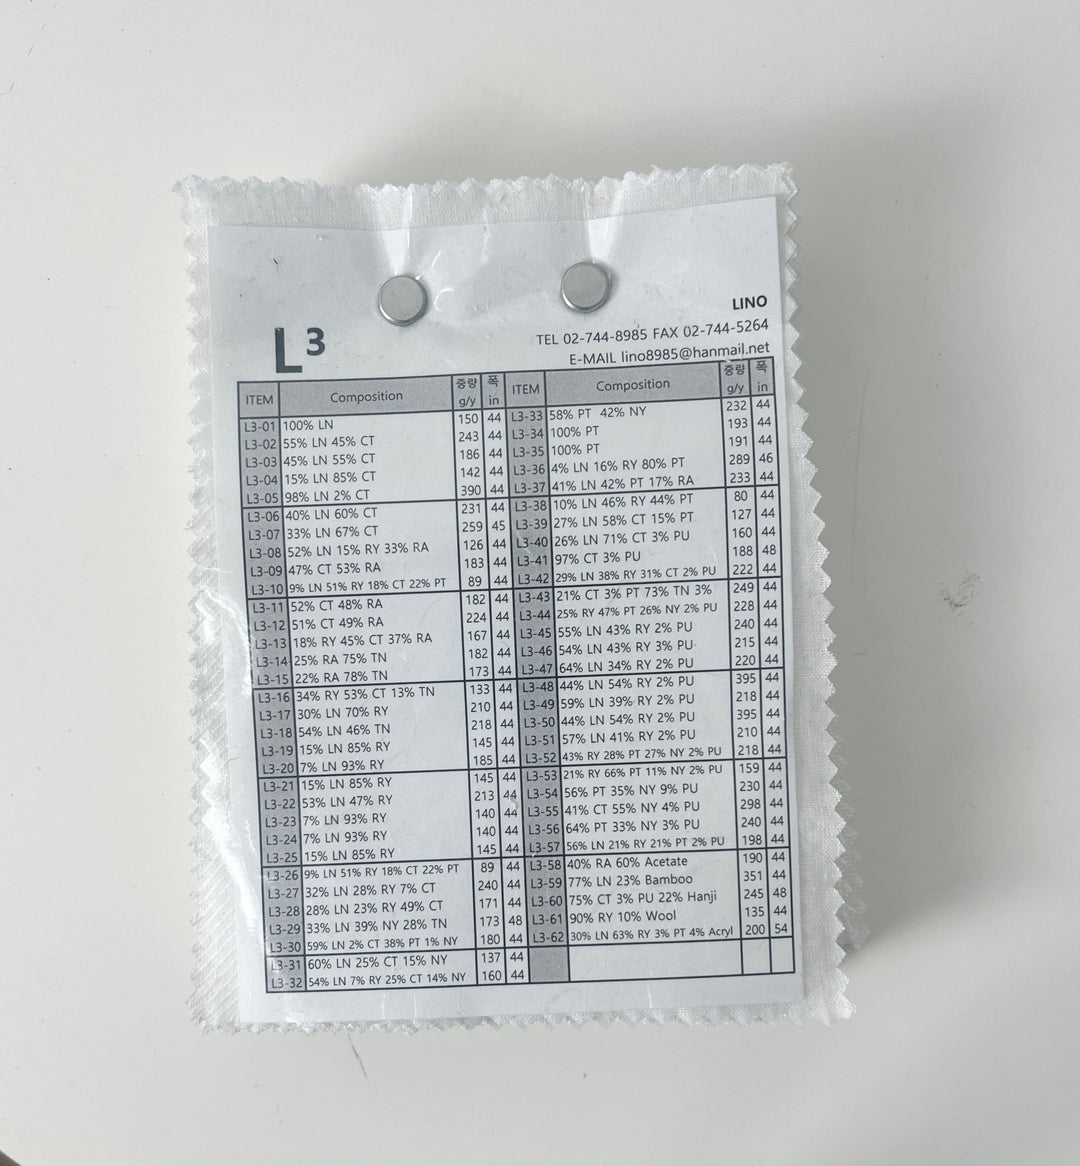 LINO
L3
TEL 02-744-8985 FAX 02-744-5264
E-MAIL lino8985@hanmail.net
ITEM Composition 중량 g/y 폭 in
L3-01 100% LN 150 44
L3-02 55% LN 45% CT 243 44
L3-03 45% LN 55% CT 186 44
L3-04 15% LN 85% CT 142 44
L3-05 98% LN 2% CT 390 44
L3-06 40% LN 60% CT 231 44
L3-07 33% LN 67% CT 259 45
L3-08 52% LN 15% RY 33% RA 126 44
L3-09 47% CT 53% RA 183 44
L3-10 9% LN 51% RY 18% CT 22% PT 89 44
L3-11 52% CT 48% RA 182 44
L3-12 51% CT 49% RA 224 44
L3-13 18% RY 45% CT 37% RA 167 44
L3-14 25% RA 75% TN 182 44
L3-15 22% RA 78% TN 173 44
L3-16 34% RY 53% CT 13% TN 133 44
L3-17 30% LN 70% RY 210 44
L3-18 54% LN 46% TN 218 44
L3-19 15% LN 85% RY 145 44
L3-20 7% LN 93% RY 185 44
L3-21 15% LN 85% RY 145 44
L3-22 53% LN 47% RY 213 44
L3-23 7% LN 93% RY 140 44
L3-24 7% LN 93% RY 140 44
L3-25 15% LN 85% RY 145 44
L3-26 9% LN 51% RY 18% CT 22% PT 89 44
L3-27 32% LN 28% RY 7% CT 240 44
L3-28 28% LN 23% RY 49% CT 171 44
L3-29 33% LN 39% NY 28% TN 173 48
L3-30 59% LN 2% CT 38% PT 1% NY 180 44
L3-31 60% LN 25% CT 15% NY 137 44
L3-32 54% LN 7% RY 25% CT 14% NY 160 44
ITEM Composition 중량 g/y 폭 in
L3-33 58% PT 42% NY 232 44
L3-34 100% PT 193 44
L3-35 100% PT 191 44
L3-36 4% LN 16% RY 80% PT 289 46
L3-37 41% LN 42% PT 17% RA 233 44
L3-38 10% LN 46% RY 44% PT 80 44
L3-39 27% LN 58% CT 15% PT 127 44
L3-40 26% LN 71% CT 3% PU 160 44
L3-41 97% CT 3% PU 188 48
L3-42 29% LN 38% RY 31% CT 2% PU 222 44
L3-43 21% CT 3% PT 73% TN 3% 249 44
L3-44 25% RY 47% PT 26% NY 2% PU 228 44
L3-45 55% LN 43% RY 2% PU 240 44
L3-46 54% LN 43% RY 3% PU 215 44
L3-47 64% LN 34% RY 2% PU 220 44
L3-48 44% LN 54% RY 2% PU 395 44
L3-49 59% LN 39% RY 2% PU 218 44
L3-50 44% LN 54% RY 2% PU 395 44
L3-51 57% LN 41% RY 2% PU 210 44
L3-52 43% RY 28% PT 27% NY 2% PU 218 44
L3-53 21% RY 66% PT 11% NY 2% PU 159 44
L3-54 56% PT 35% NY 9% PU 230 44
L3-55 41% CT 55% NY 4% PU 298 44
L3-56 64% PT 33% NY 3% PU 240 44
L3-57 56% LN 21% RY 21% PT 2% PU 198 44
L3-58 40% RA 60% Acetate 190 44
L3-59 77% LN 23% Bamboo 351 44
L3-60 75% CT 3% PU 22% Hanji 245 48
L3-61 90% RY 10% Wool 135 44
L3-62 30% LN 63% RY 3% PT 4% Acryl 200 54